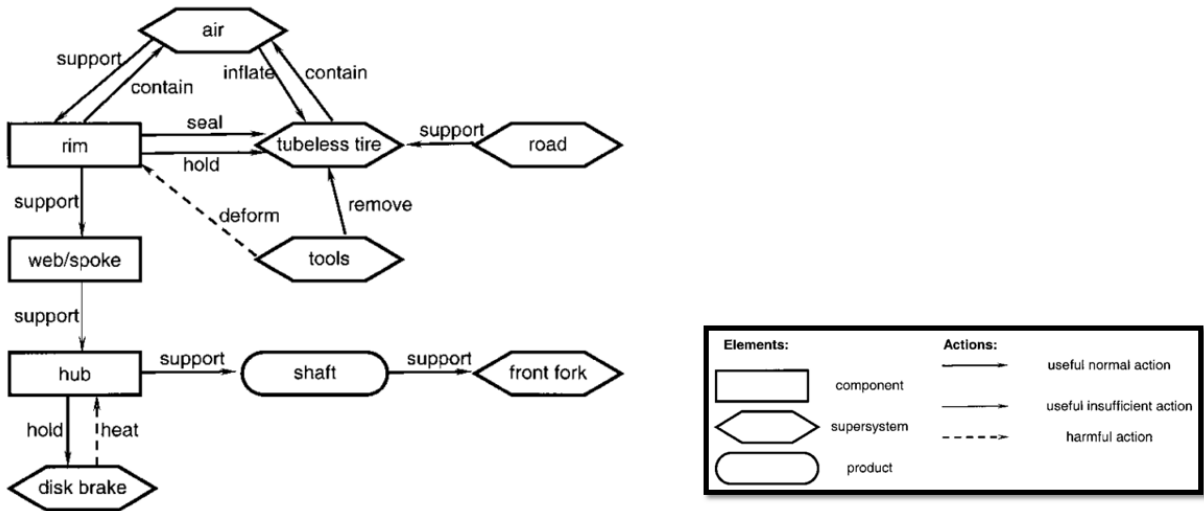 air
support
contain
inflate
contain
rim
seal
hold
tubeless tire
support
road
support
deform
remove
web/spoke
tools
support
hub
support
shaft
support
front fork
hold
heat
disk brake
Elements:
Actions:
component
useful normal action
supersystem
useful insufficient action
product
harmful action